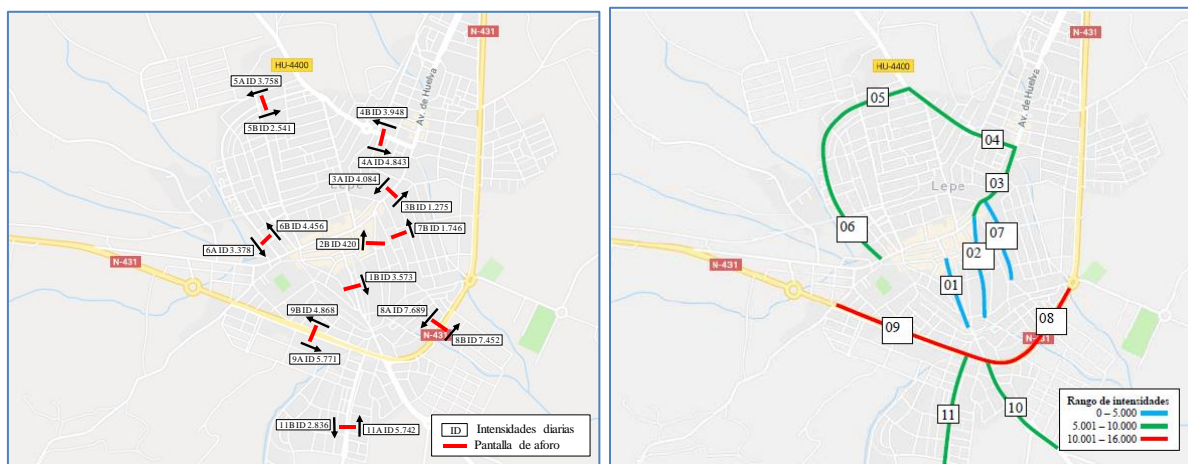 N-431
HU-4400
5A ID 3.758
5B ID 2.541
4B ID 3.948
Av. de Huelva
4A ID 4.843
3A ID 4.084
Lepe
3B ID 1.275
6B ID 4.456
7B ID 1.746
2B ID 420
6A ID 3.378
N-431
1B ID 3.573
8A ID 7.689
9B ID 4.868
N-431
8B ID 7.452
9A ID 5.771
11B ID 2.836
11A ID 5.742
ID Intensidades diarias
Pantalla de aforo
N-431
HU-4400
05
Av. de Huelva
04
Lepe
03
06
07
02
N-431
01
08
09
N-431
11
10
Rango de intensidades
0 – 5.000
5.001 – 10.000
10.001 – 16.000